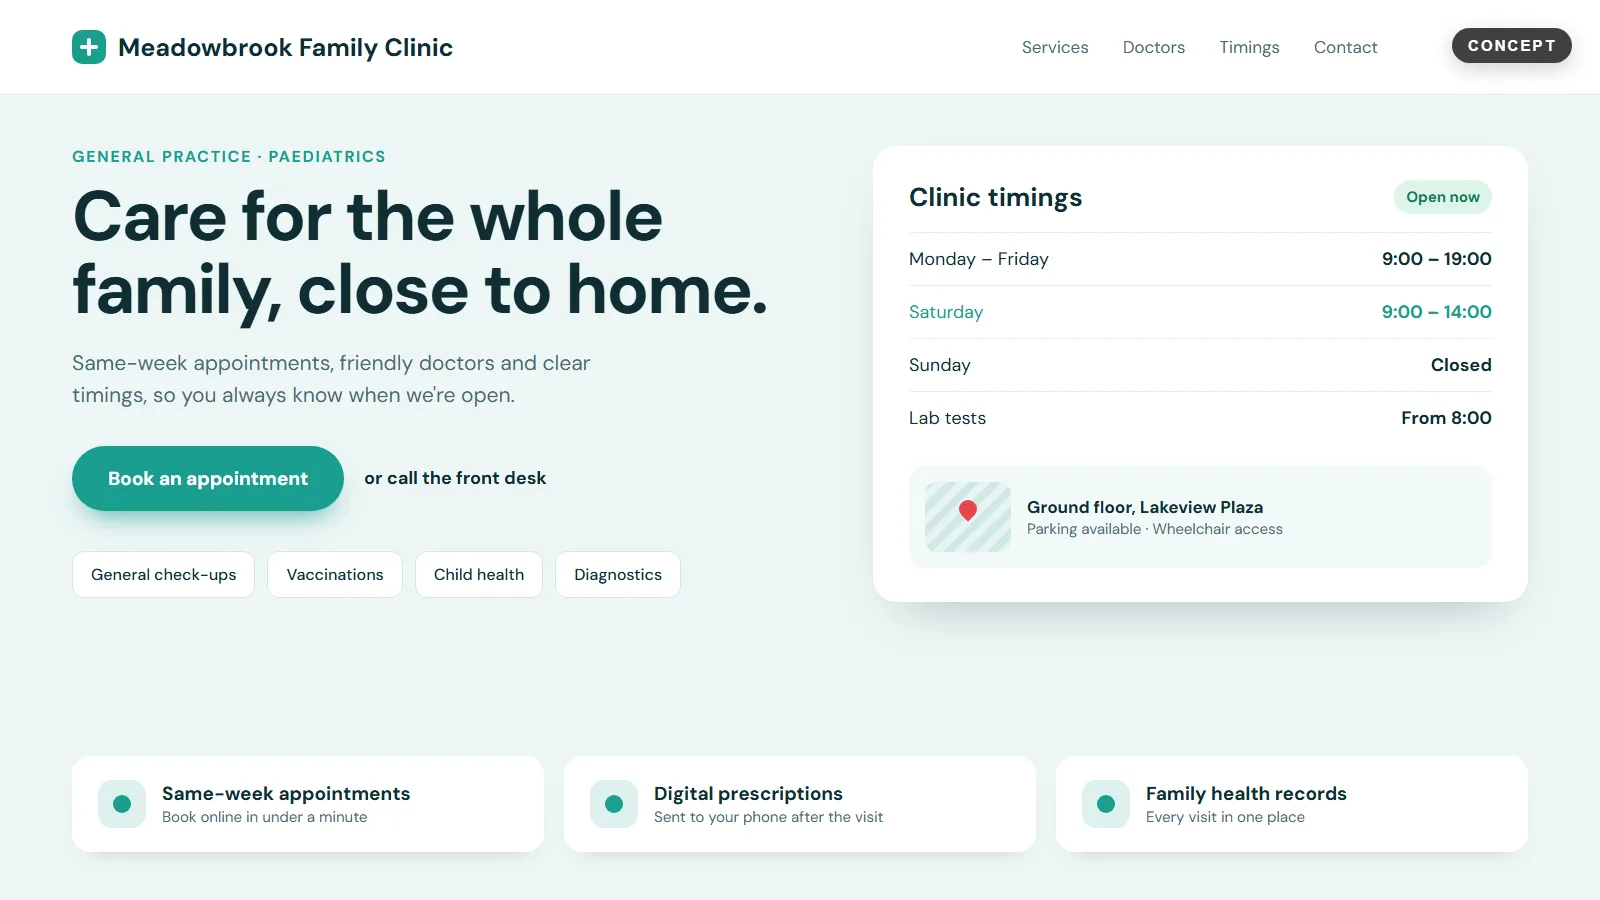 Meadowbrook Family Clinic
Services
Doctors
Timings
Contact
CONCEPT
GENERAL PRACTICE · PAEDIATRICS
Care for the whole
family, close to home.
Same-week appointments, friendly doctors and clear
timings, so you always know when we're open.
Book an appointment
or call the front desk
General check-ups
Vaccinations
Child health
Diagnostics
Clinic timings
Open now
Monday – Friday 9:00 – 19:00
Saturday 9:00 – 14:00
Sunday Closed
Lab tests From 8:00
Ground floor, Lakeview Plaza
Parking available · Wheelchair access
Same-week appointments
Book online in under a minute
Digital prescriptions
Sent to your phone after the visit
Family health records
Every visit in one place